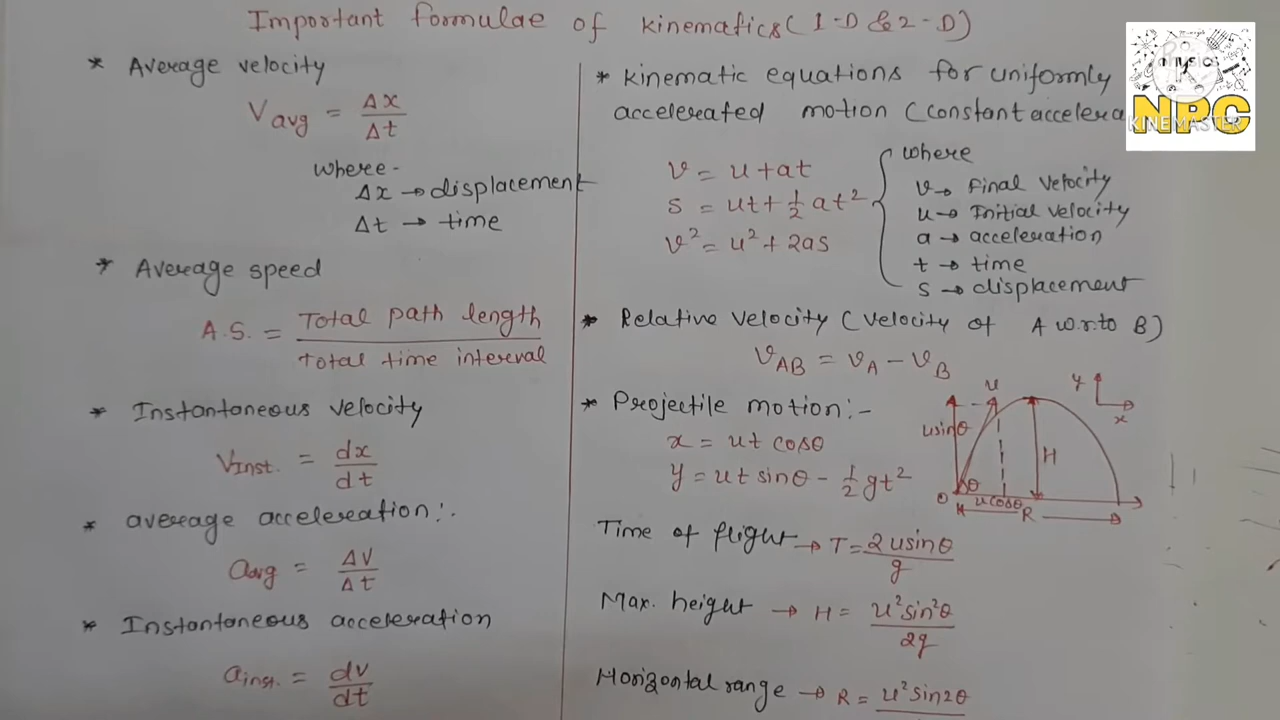 Important formulae of kinematics(1-D & 2-D)
* Average velocity
Vavg = Δx/Δt
where-
Δx → displacement
Δt → time
* Average speed
A.S. = Total path length/Total time interval
* Instantaneous velocity
VInst. = dx/dt
* average acceleration:-
aavg = ΔV/Δt
* Instantaneous acceleration
ainst. = dv/dt
* Kinematic equations for uniformly
accelerated motion (constant accelera
v = u+at
s = ut+½at²
v² = u²+2as
where
v→ Final velocity
u→ Initial velocity
a→ acceleration
t→ time
s→ displacement
* Relative velocity (velocity of A w.r.to B)
vAB = vA - vB
* Projectile motion:-
x = ut cosθ
y = ut sinθ - ½gt²
u
y
x
usinθ
H
θ
O
ucosθ
R
Time of flight → T = 2usinθ/g
Max. height → H = u²sin²θ/2g
Horizontal range → R = u²sin2θ
physics
NPC
KINEMASTER